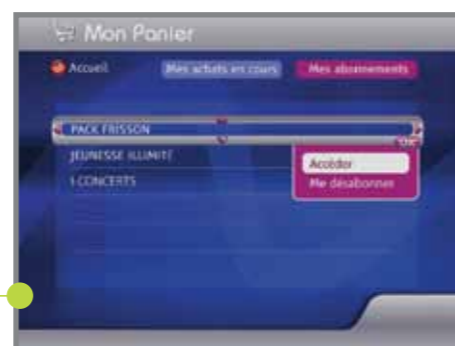 Mon Panier
Accueil
Mes achats en cours
Mes abonnements
PACK FRISSON
JEUNESSE ILLIMITÉ
I-CONCERTS
Accéder
Me désabonner